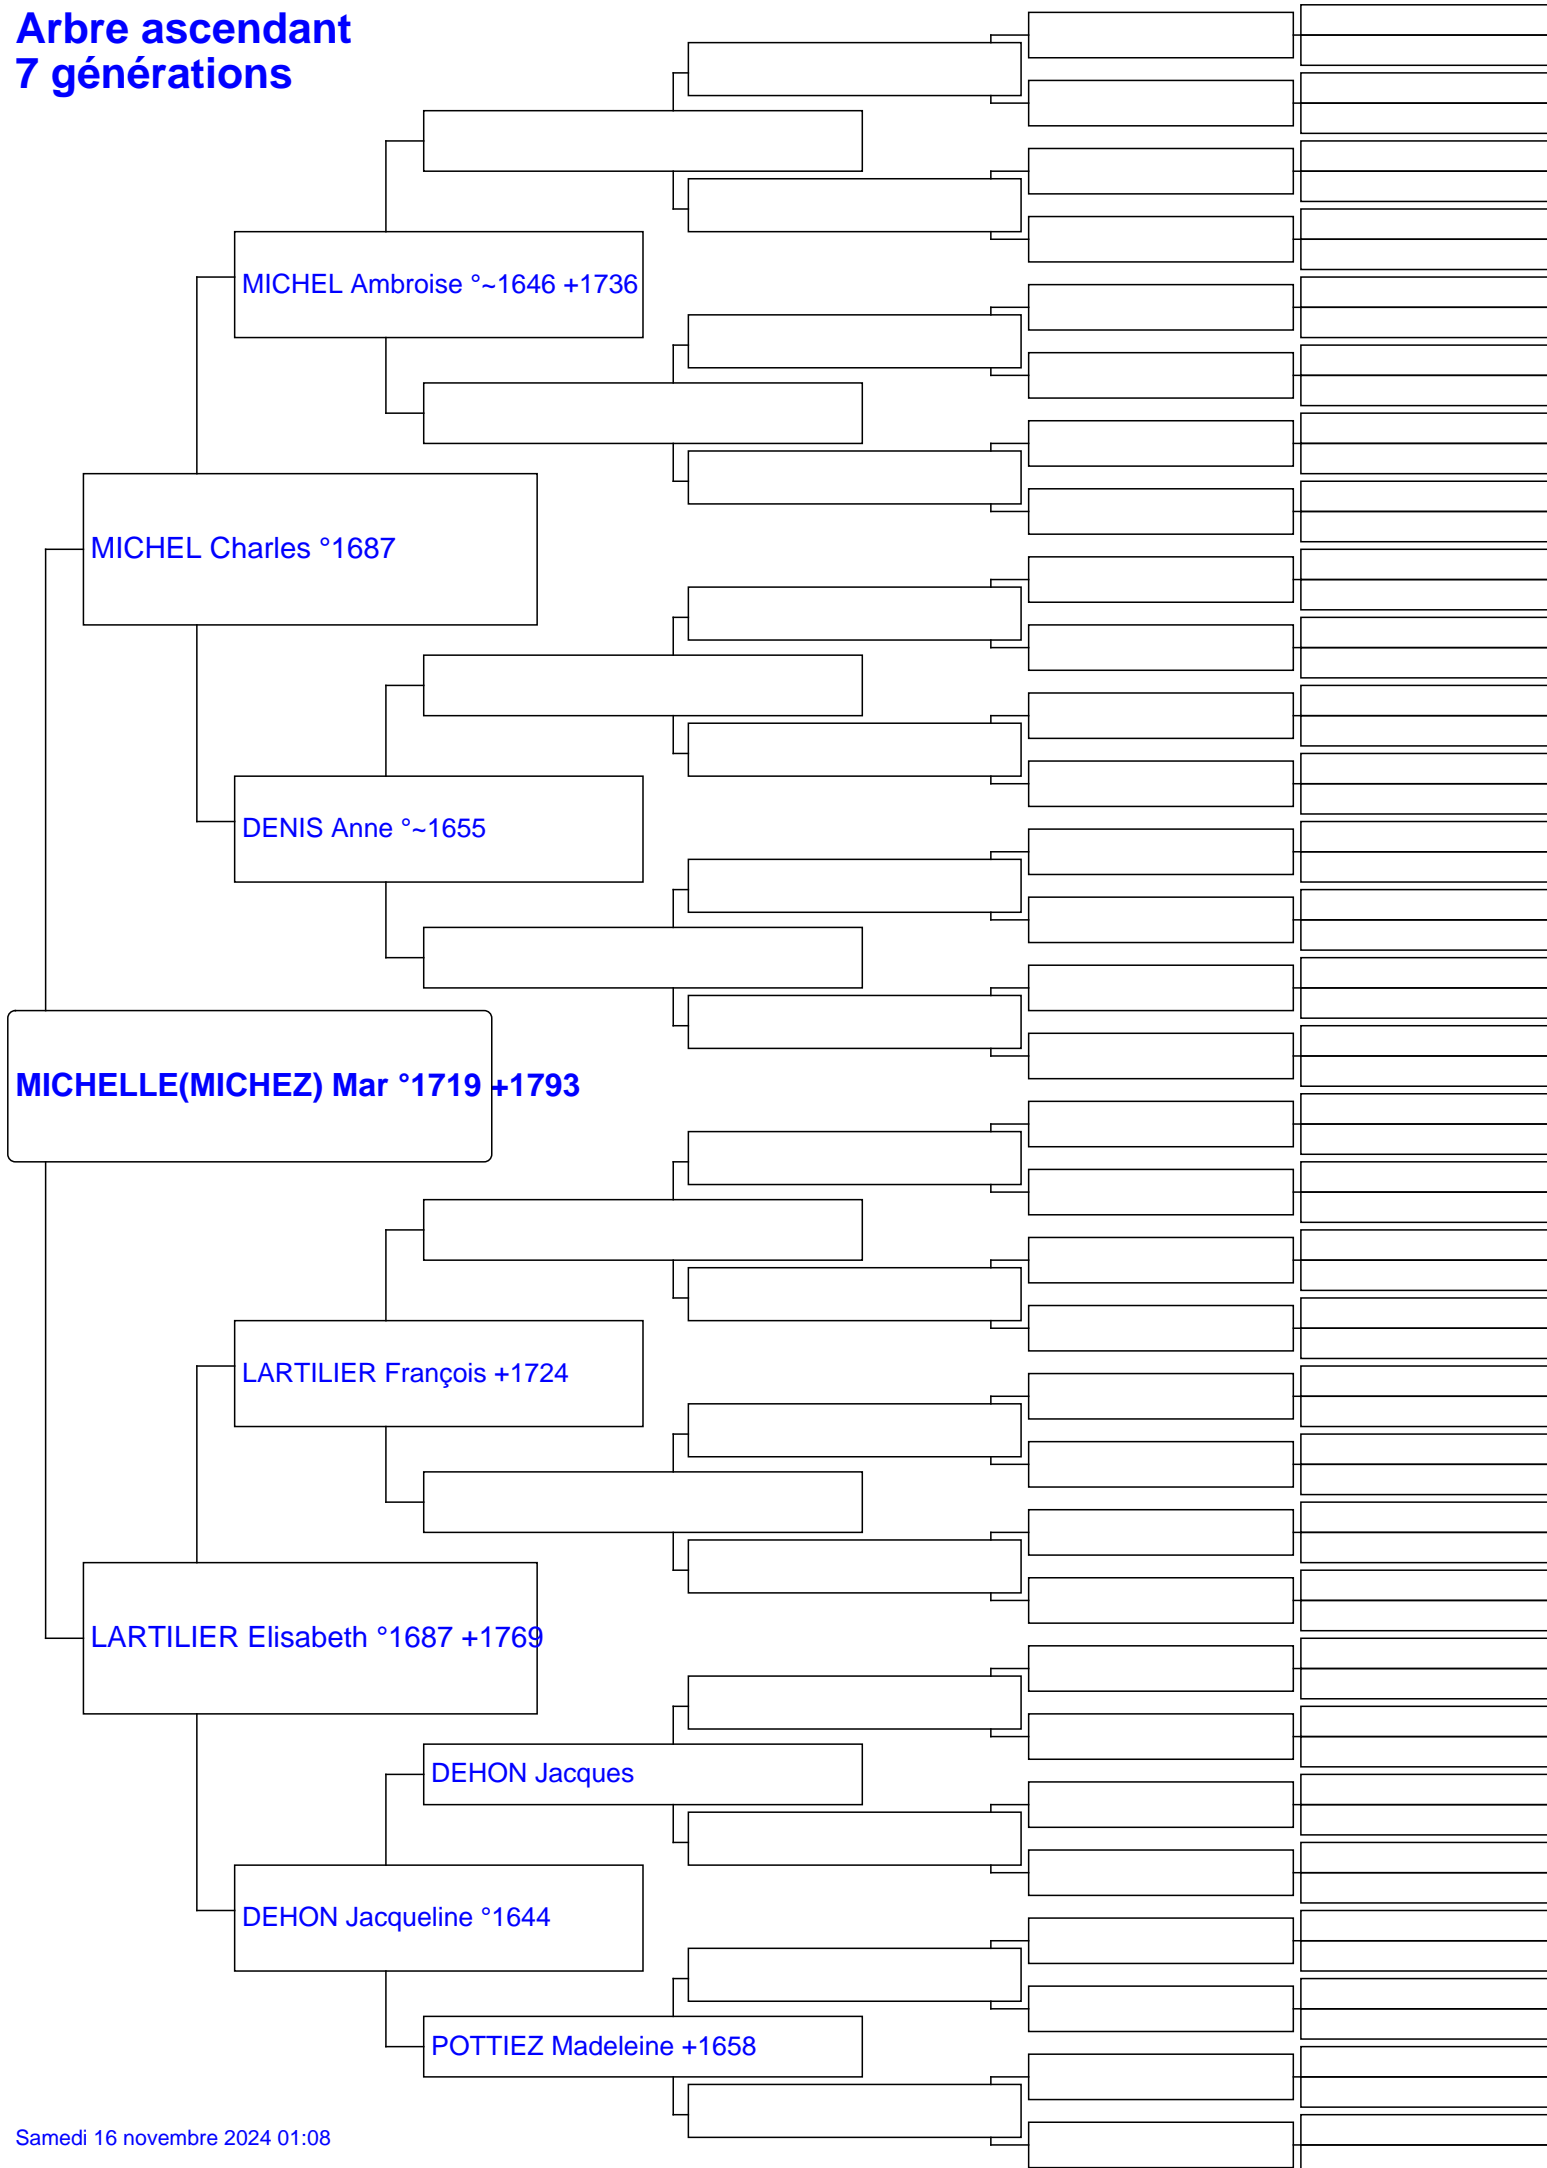 Arbre ascendant
7 générations
MICHEL Ambroise °~1646 +1736
MICHEL Charles °1687
DENIS Anne °~1655
MICHELLE(MICHEZ) Mar °1719 +1793
LARTILIER François +1724
LARTILIER Elisabeth °1687 +1769
DEHON Jacques
DEHON Jacqueline °1644
POTTIEZ Madeleine +1658
Samedi 16 novembre 2024 01:08